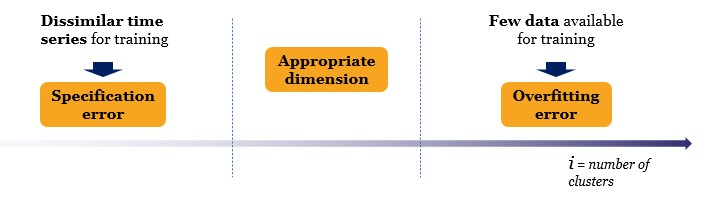 Dissimilar time
series for training
Specification
error
Appropriate
dimension
Few data available
for training
Overfitting
error
i = number of
clusters